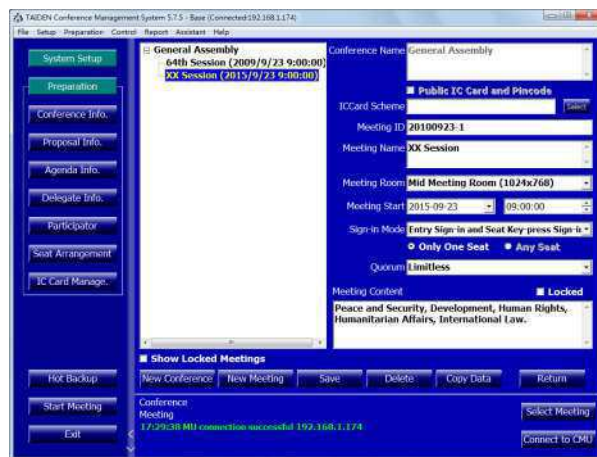 TAIDEN Conference Management System 5.7.5 - Base (Connected:192.168.1.174)
File Setup Preparation Control Report Assistant Help
System Setup
Preparation
Conference Info.
Proposal Info.
Agenda Info.
Delegate Info.
Participator
Seat Arrangement
IC Card Manage.
Hot Backup
Start Meeting
Exit
General Assembly
64th Session (2009/9/23 9:00:00)
XX Session (2015/9/23 9:00:00)
Show Locked Meetings
Conference Name General Assembly
Public IC Card and Pincode
ICCard Scheme Select
Meeting ID 20100923-1
Meeting Name XX Session
Meeting Room Mid Meeting Room (1024x768)
Meeting Start 2015-09-23 09:00:00
Sign-in Mode Entry Sign-in and Seat Key-press Sign-i
Only One Seat Any Seat
Quorum Limitless
Meeting Content Locked
Peace and Security, Development, Human Rights,
Humanitarian Affairs, International Law.
New Conference New Meeting Save Delete Copy Data Return
Conference
Meeting
17:29:38 MU connection successful 192.168.1.174
Select Meeting
Connect to CMU